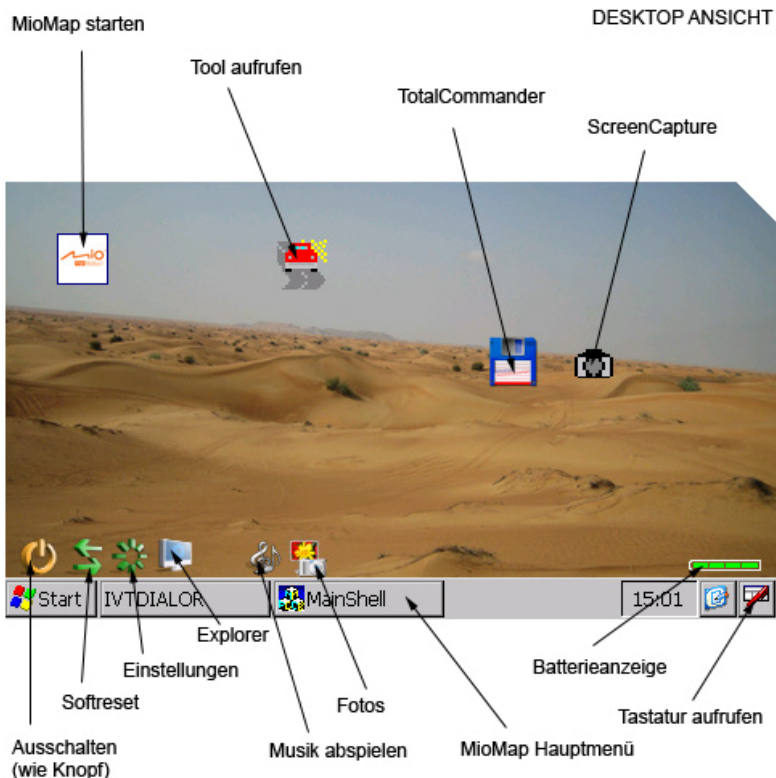 MioMap starten
DESKTOP ANSICHT
Tool aufrufen
TotalCommander
ScreenCapture
Mio
Start
IVTDIALOR
MainShell
15:01
Explorer
Einstellungen
Batterieanzeige
Softreset
Fotos
Tastatur aufrufen
Ausschalten
(wie Knopf)
Musik abspielen
MioMap Hauptmenü